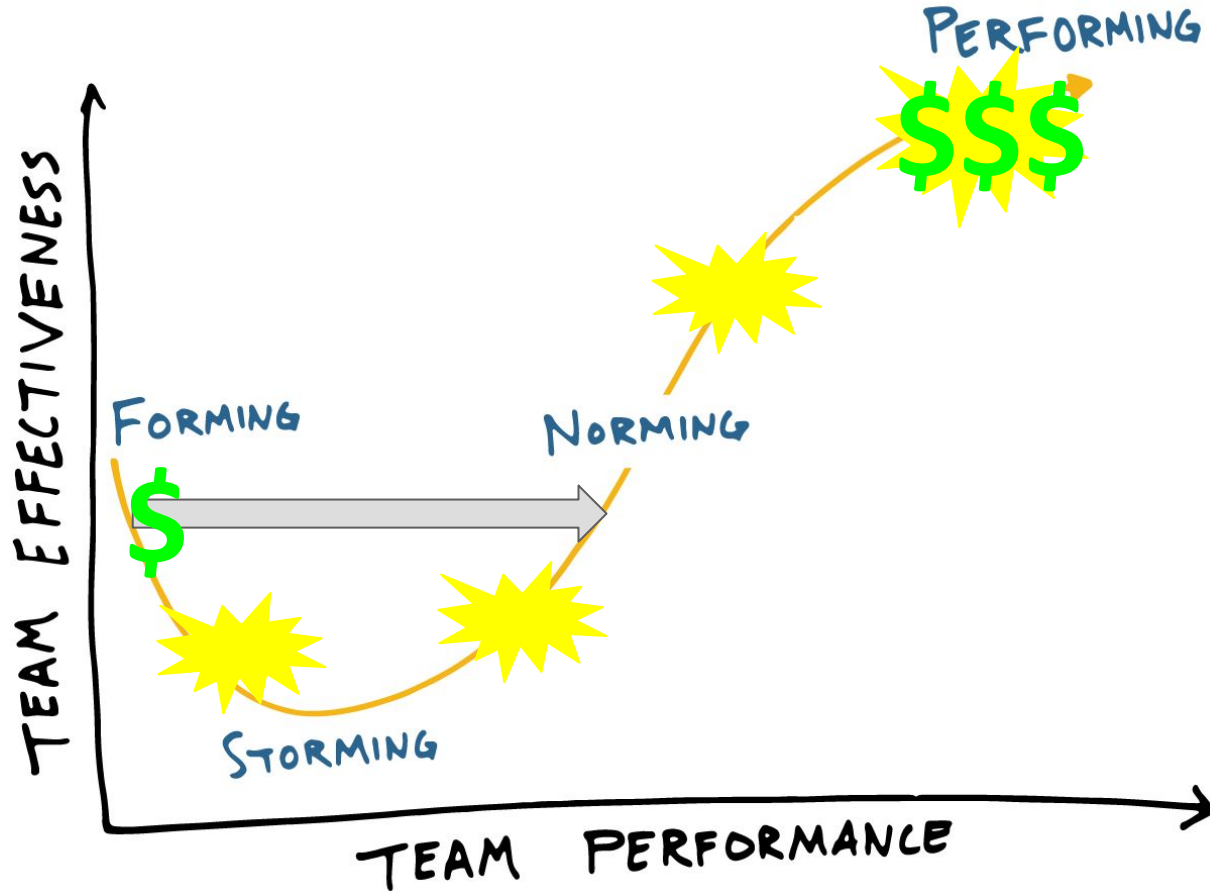 PERFORMING
$$$
TEAM EFFECTIVENESS
FORMING
NORMING
$
STORMING
TEAM PERFORMANCE